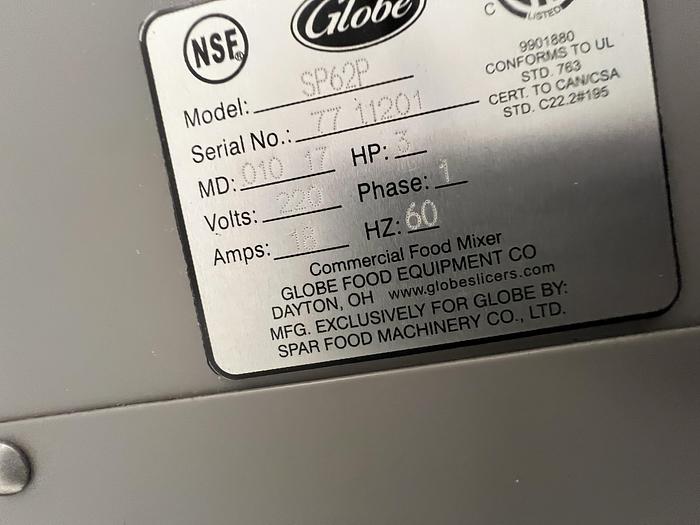 NSF®
Globe
C
LISTED
9901880
CONFORMS TO UL
STD. 763
CERT. TO CAN/CSA
STD. C22.2#195
Model: SP62P
Serial No.: 77 11201
MD: 010 17 HP: 3
Volts: 220 Phase: 1
Amps: 18 HZ: 60
Commercial Food Mixer
GLOBE FOOD EQUIPMENT CO
DAYTON, OH www.globeslicers.com
MFG. EXCLUSIVELY FOR GLOBE BY:
SPAR FOOD MACHINERY CO., LTD.